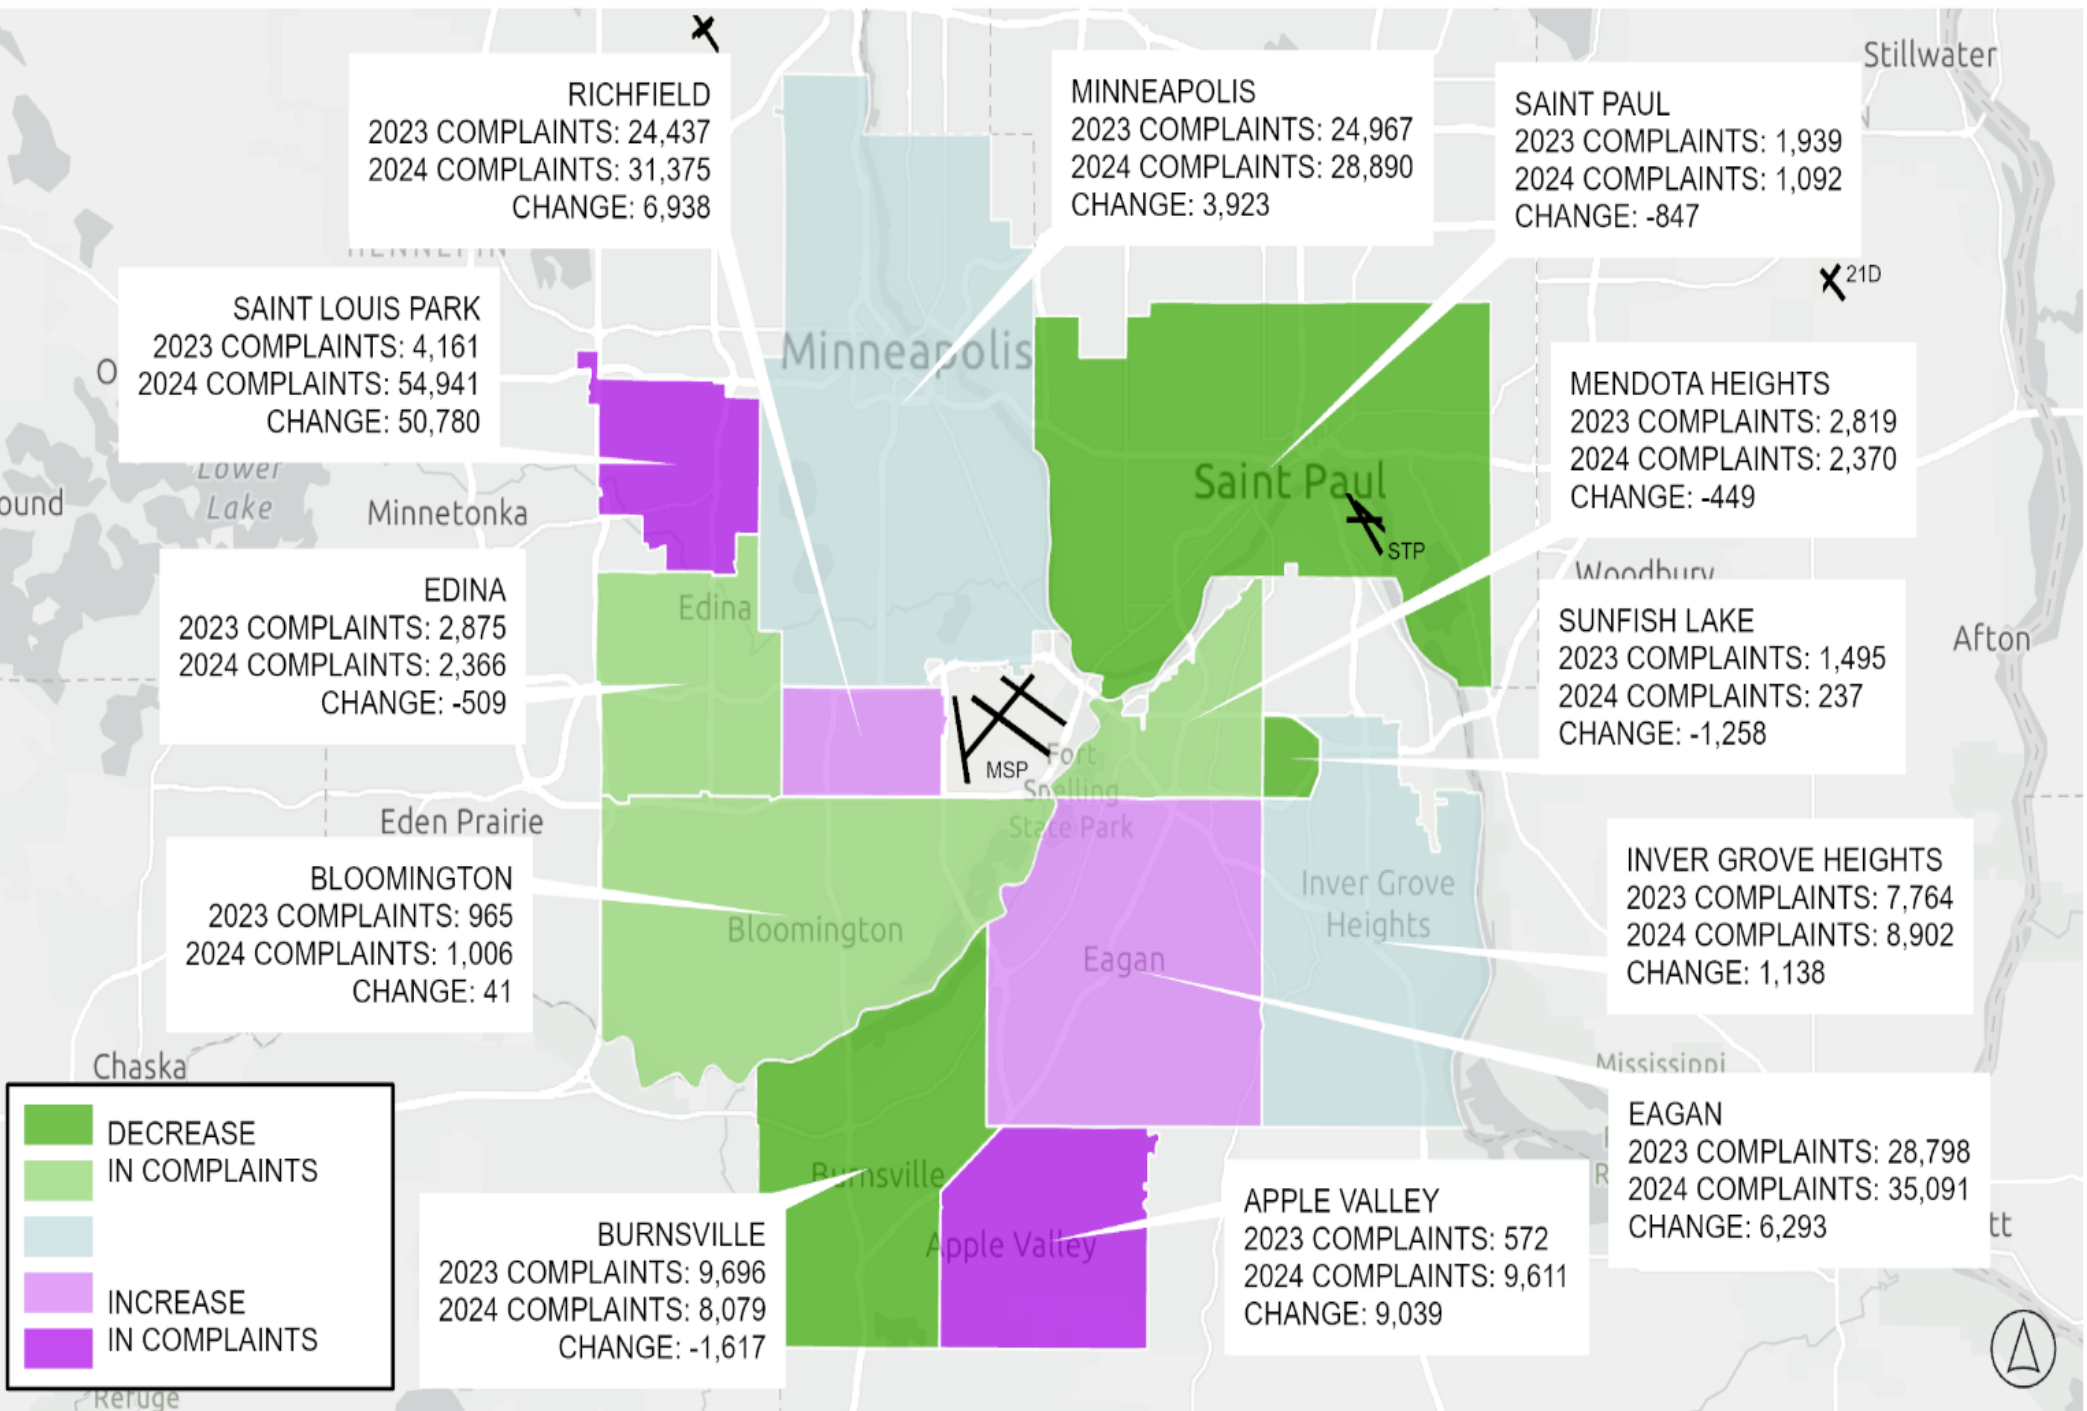 Stillwater
RICHFIELD
2023 COMPLAINTS: 24,437
2024 COMPLAINTS: 31,375
CHANGE: 6,938
MINNEAPOLIS
2023 COMPLAINTS: 24,967
2024 COMPLAINTS: 28,890
CHANGE: 3,923
SAINT PAUL
2023 COMPLAINTS: 1,939
2024 COMPLAINTS: 1,092
CHANGE: -847
21D
HENNEPIN
SAINT LOUIS PARK
2023 COMPLAINTS: 4,161
2024 COMPLAINTS: 54,941
CHANGE: 50,780
Minneapolis
MENDOTA HEIGHTS
2023 COMPLAINTS: 2,819
2024 COMPLAINTS: 2,370
CHANGE: -449
Lower
Lake
ound
Minnetonka
Saint Paul
STP
Woodbury
EDINA
2023 COMPLAINTS: 2,875
2024 COMPLAINTS: 2,366
CHANGE: -509
Edina
SUNFISH LAKE
2023 COMPLAINTS: 1,495
2024 COMPLAINTS: 237
CHANGE: -1,258
Afton
MSP
Fort
Snelling
State Park
Eden Prairie
BLOOMINGTON
2023 COMPLAINTS: 965
2024 COMPLAINTS: 1,006
CHANGE: 41
Bloomington
Eagan
Inver Grove
Heights
INVER GROVE HEIGHTS
2023 COMPLAINTS: 7,764
2024 COMPLAINTS: 8,902
CHANGE: 1,138
Chaska
Mississippi
DECREASE
IN COMPLAINTS
INCREASE
IN COMPLAINTS
Burnsville
BURNSVILLE
2023 COMPLAINTS: 9,696
2024 COMPLAINTS: 8,079
CHANGE: -1,617
Apple Valley
APPLE VALLEY
2023 COMPLAINTS: 572
2024 COMPLAINTS: 9,611
CHANGE: 9,039
EAGAN
2023 COMPLAINTS: 28,798
2024 COMPLAINTS: 35,091
CHANGE: 6,293
tt
Refuge